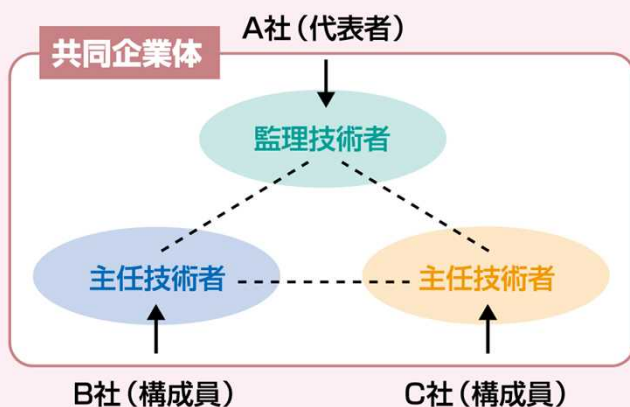 A社（代表者）
共同企業体
監理技術者
主任技術者
主任技術者
B社（構成員）
C社（構成員）